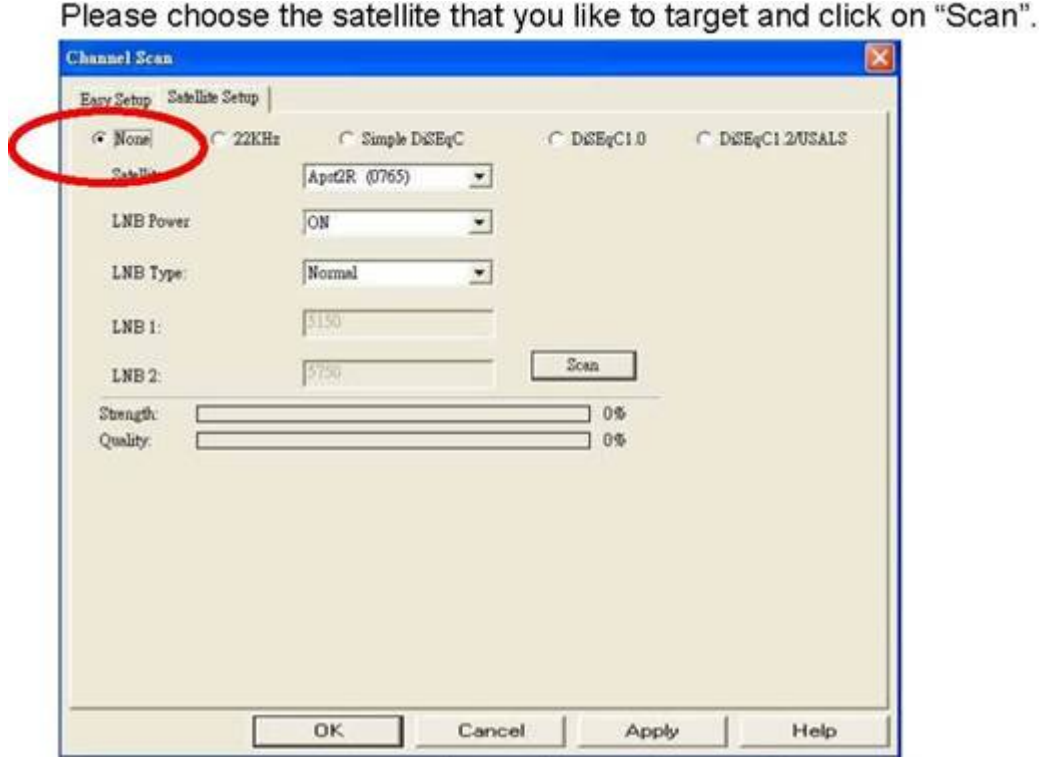 Please choose the satellite that you like to target and click on “Scan”.
Channel Scan
Easy Setup Satellite Setup
None 22KHz Simple DiSEqC DiSEqC1.0 DiSEqC1.2/USALS
Satellite Apst2R (0765)
LNB Power ON
LNB Type: Normal
LNB 1: 5150
LNB 2: 5750 Scan
Strength: 0%
Quality: 0%
OK Cancel Apply Help